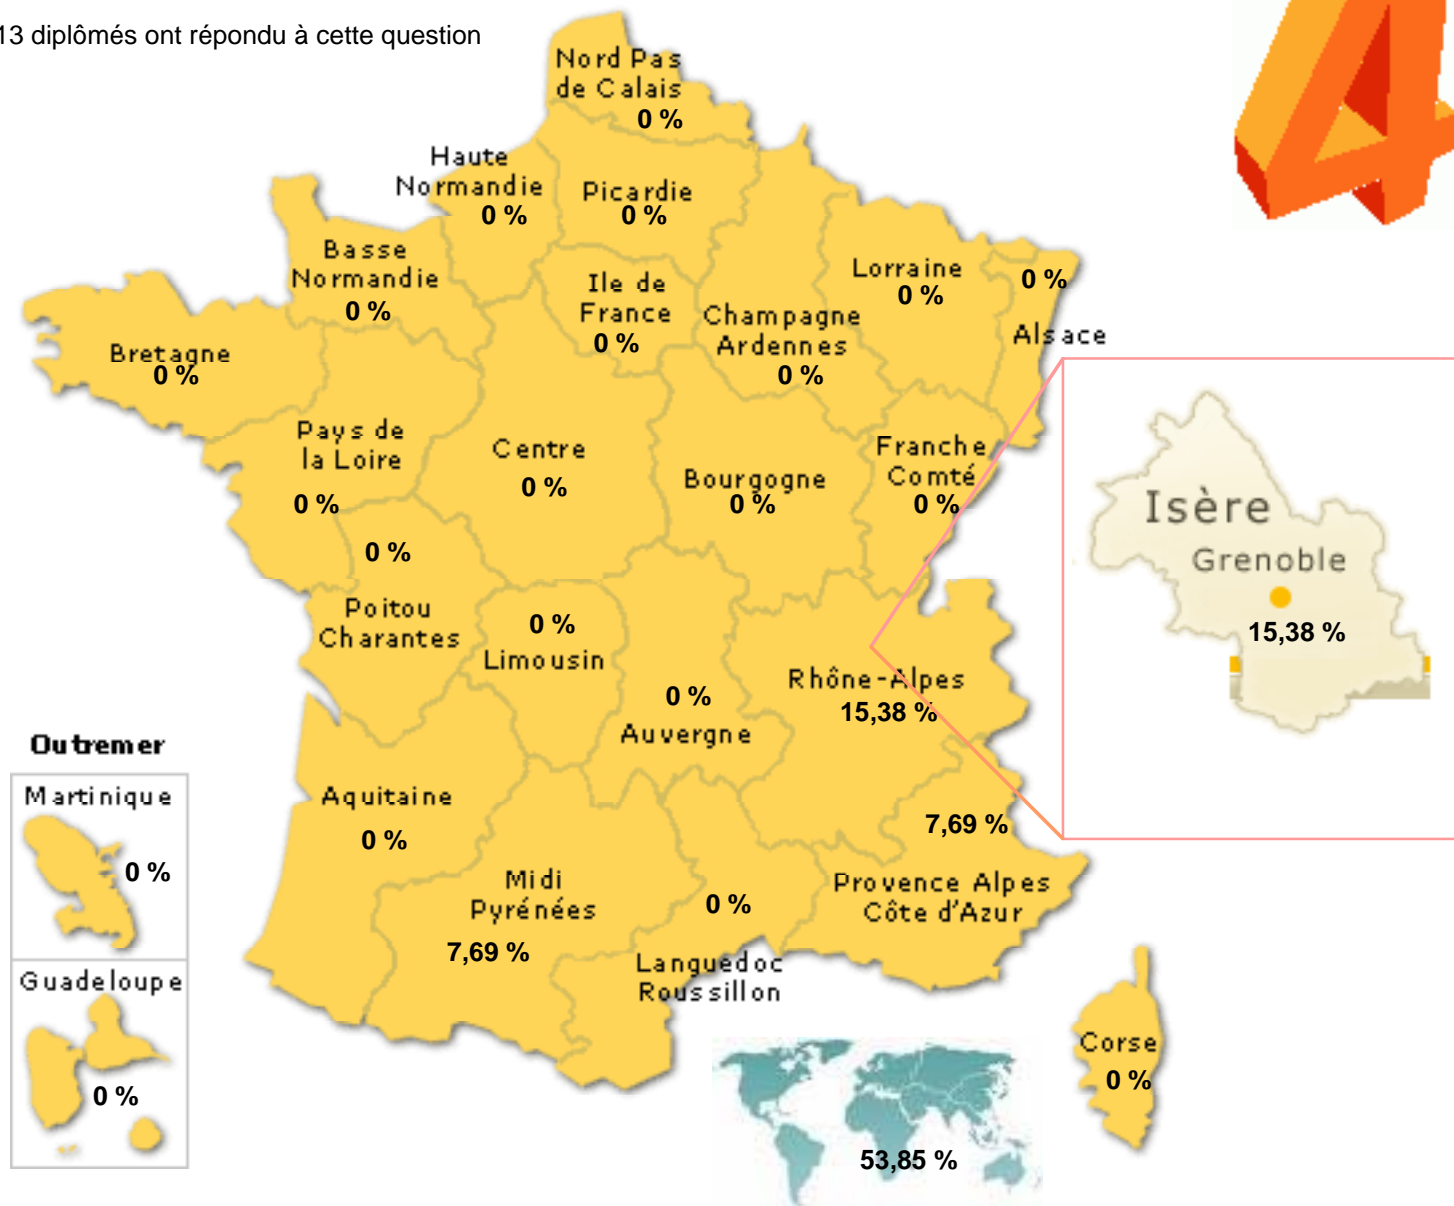 13 diplômés ont répondu à cette question
4
Nord Pas
de Calais
0 %
Haute
Normandie
0 %
Picardie
0 %
Basse
Normandie
0 %
Ile de
France
0 %
Champagne
Ardennes
0 %
Lorraine
0 %
0 %
Alsace
Bretagne
0 %
Pays de
la Loire
0 %
Centre
0 %
Bourgogne
0 %
Franche
Comté
0 %
Isère
Grenoble
15,38 %
0 %
Poitou
Charantes
0 %
Limousin
0 %
Auvergne
Rhône-Alpes
15,38 %
Outremer
Martinique
0 %
Guadeloupe
0 %
Aquitaine
0 %
Midi
Pyrénées
7,69 %
0 %
Languedoc
Roussillon
7,69 %
Provence Alpes
Côte d'Azur
Corse
0 %
53,85 %